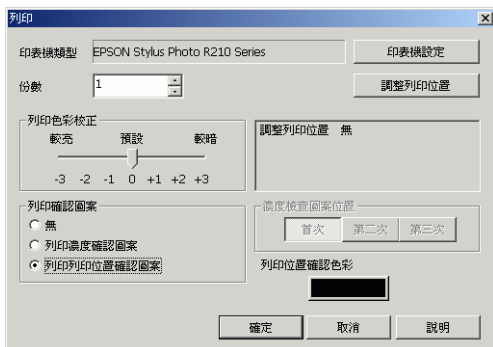 列印
印表機類型 EPSON Stylus Photo R210 Series 印表機設定
份數 1 調整列印位置
列印色彩校正
較亮 預設 較暗
-3 -2 -1 0 +1 +2 +3
調整列印位置 無
列印確認圖案
無
列印濃度確認圖案
列印列印位置確認圖案
濃度檢查圖案位置
首次 第二次 第三次
列印位置確認色彩
確定 取消 說明